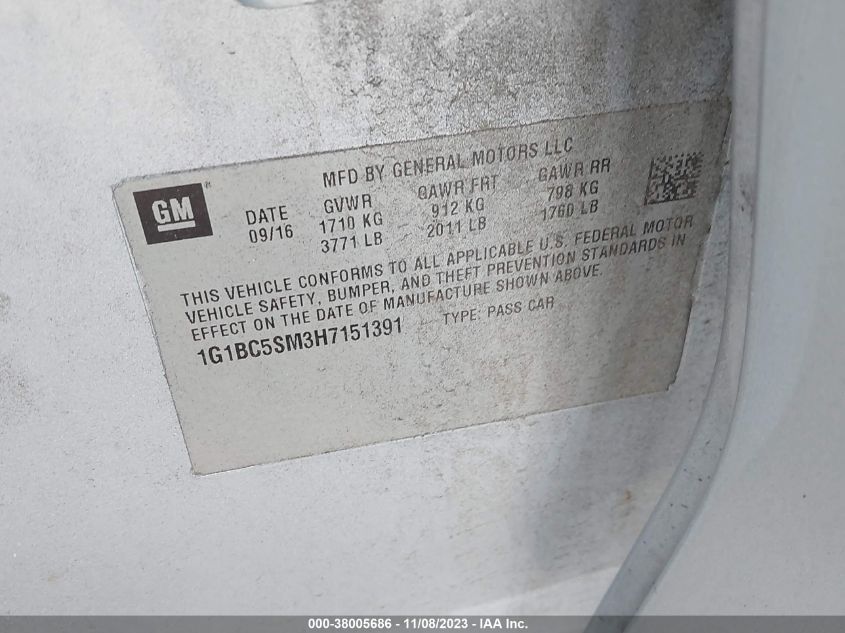 MFD BY GENERAL MOTORS LLC
GM®
DATE GVWR GAWR FRT GAWR RR
09/16 1710 KG 912 KG 798 KG
3771 LB 2011 LB 1760 LB
THIS VEHICLE CONFORMS TO ALL APPLICABLE U.S. FEDERAL MOTOR
VEHICLE SAFETY, BUMPER, AND THEFT PREVENTION STANDARDS IN
EFFECT ON THE DATE OF MANUFACTURE SHOWN ABOVE.
1G1BC5SM3H7151391 TYPE: PASS CAR
000-38005686 - 11/08/2023 - IAA Inc.